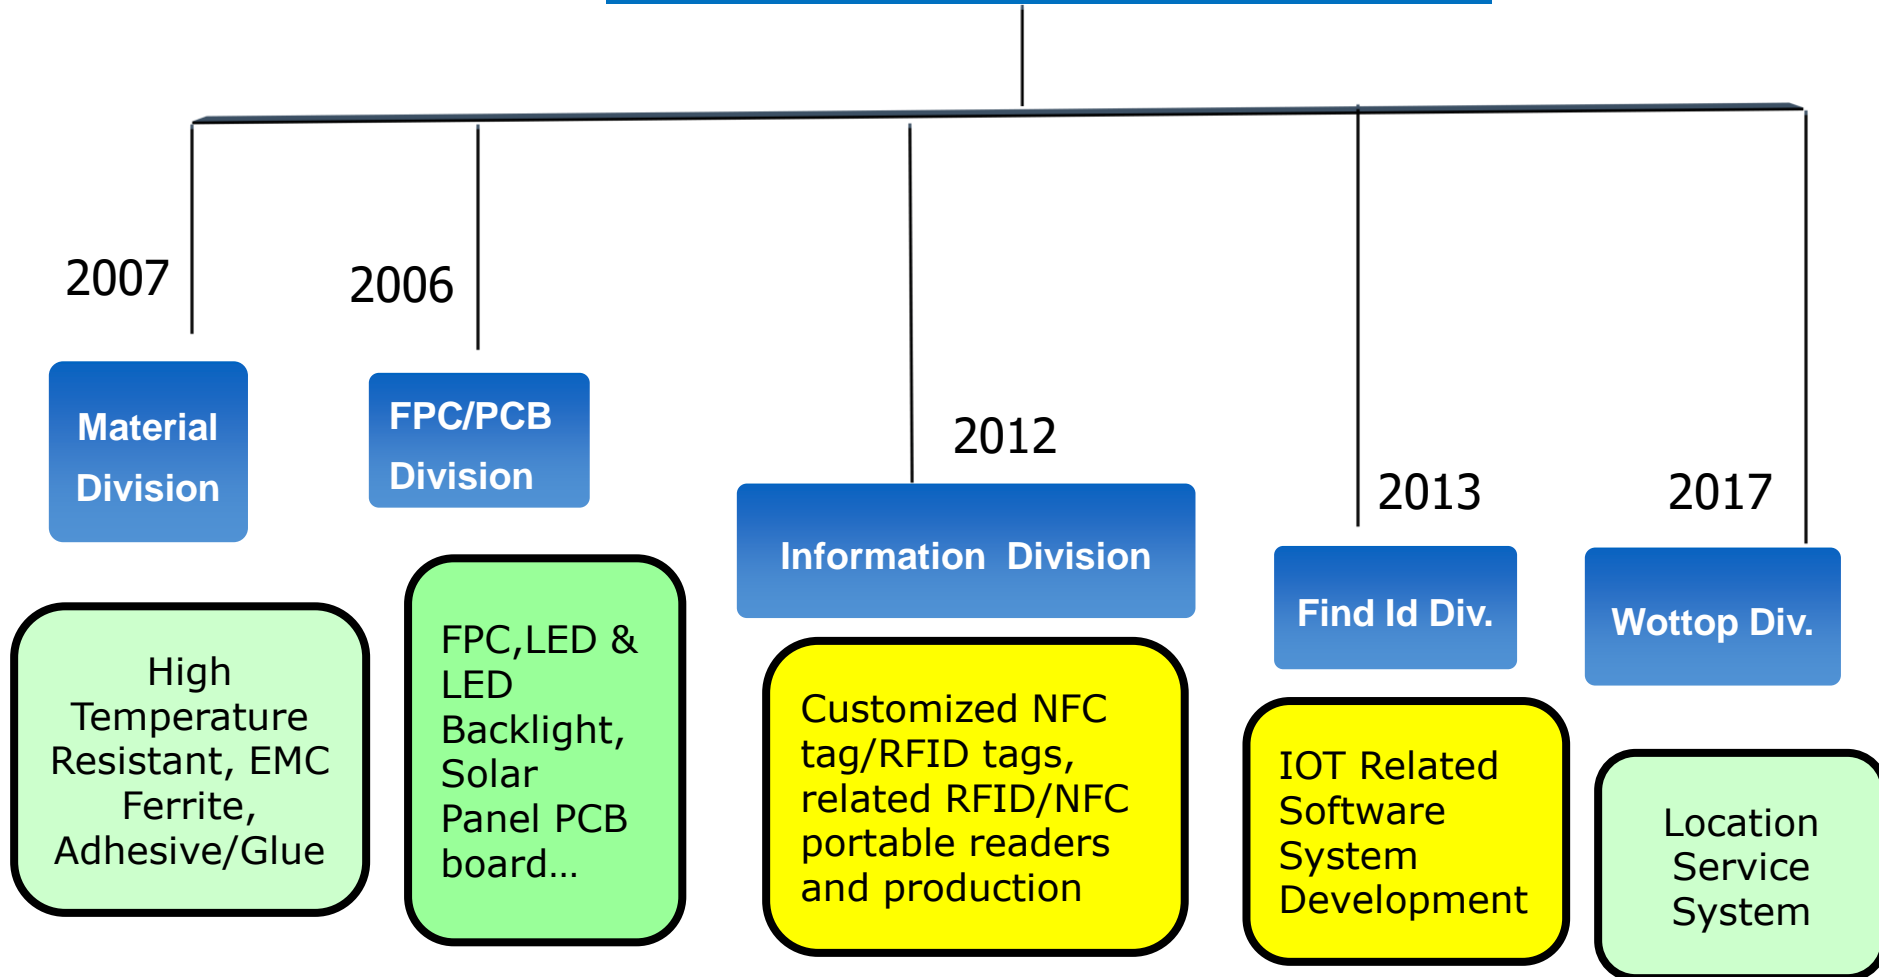 2007
Material
Division
High
Temperature
Resistant, EMC
Ferrite,
Adhesive/Glue
2006
FPC/PCB
Division
FPC,LED &
LED
Backlight,
Solar
Panel PCB
board...
2012
Information  Division
Customized NFC
tag/RFID tags,
related RFID/NFC
portable readers
and production
2013
Find Id Div.
IOT Related
Software
System
Development
2017
Wottop Div.
Location
Service
System